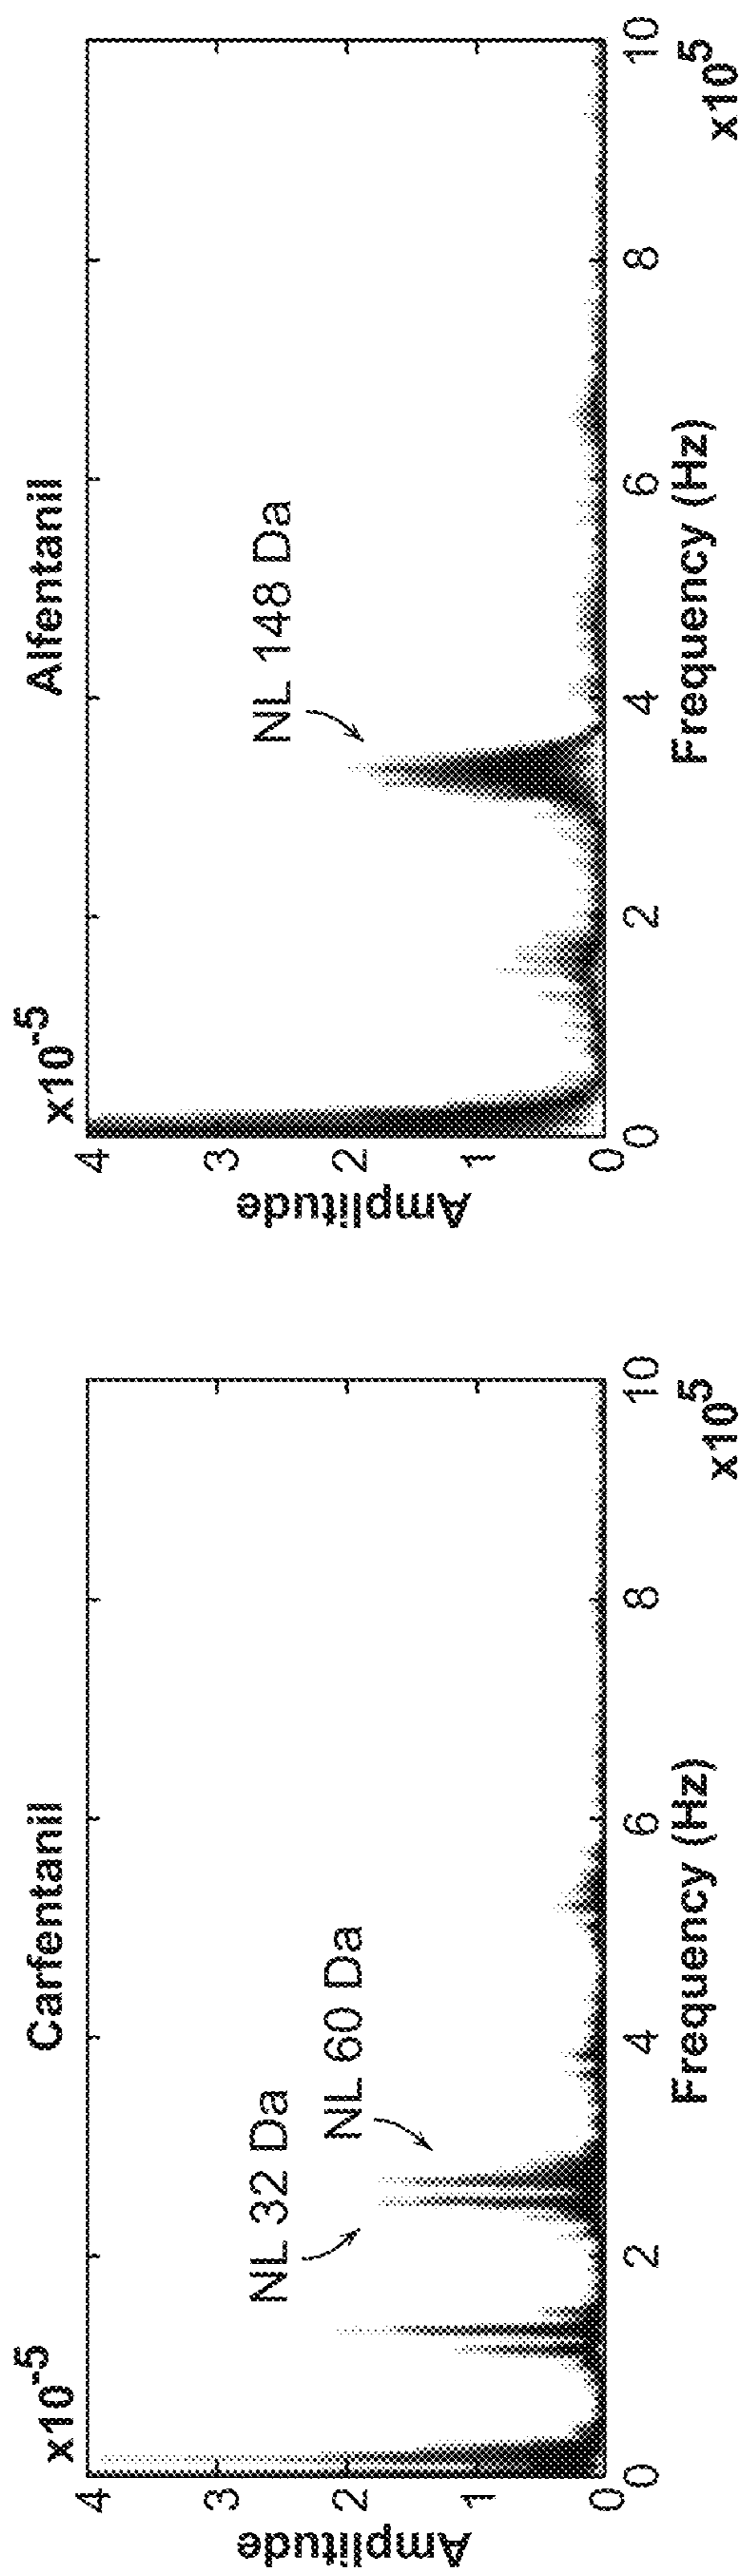 Carfentanil
x10-5
4
3
2
1
0
Amplitude
NL 32 Da
NL 60 Da
0
2
4
6
8
10
Frequency (Hz)
x10^5
Alfentanil
x10-5
4
3
2
1
0
Amplitude
NL 148 Da
0
2
4
6
8
10
Frequency (Hz)
x10^5